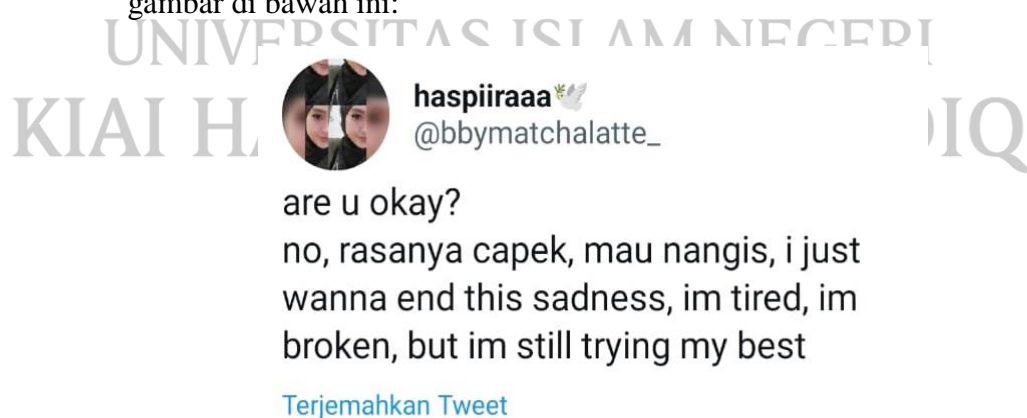 gambar di bawah ini:
UNIVERSITAS ISLAM NEGERI
KIAI
haspiiraaa🕊️
@bbymatchalatte_
are u okay?
no, rasanya capek, mau nangis, i just
wanna end this sadness, im tired, im
broken, but im still trying my best
Terjemahkan Tweet